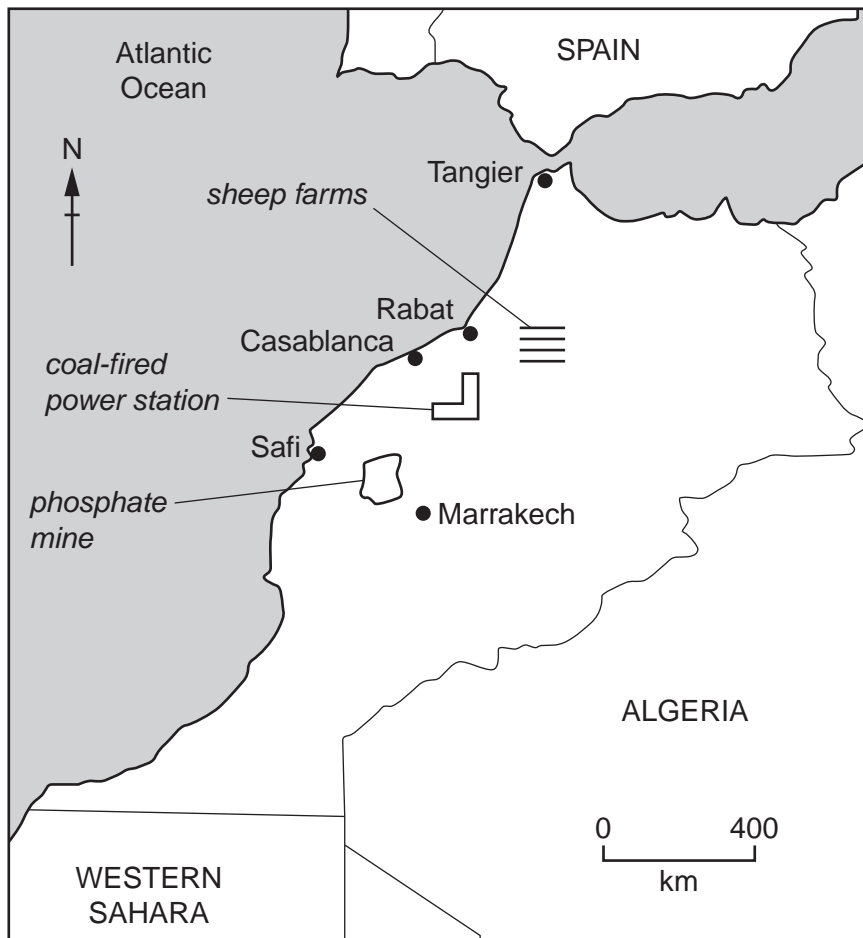 Atlantic
Ocean
SPAIN
N
Tangier
sheep farms
Rabat
Casablanca
coal-fired
power station
Safi
phosphate
mine
Marrakech
ALGERIA
0 400
km
WESTERN
SAHARA